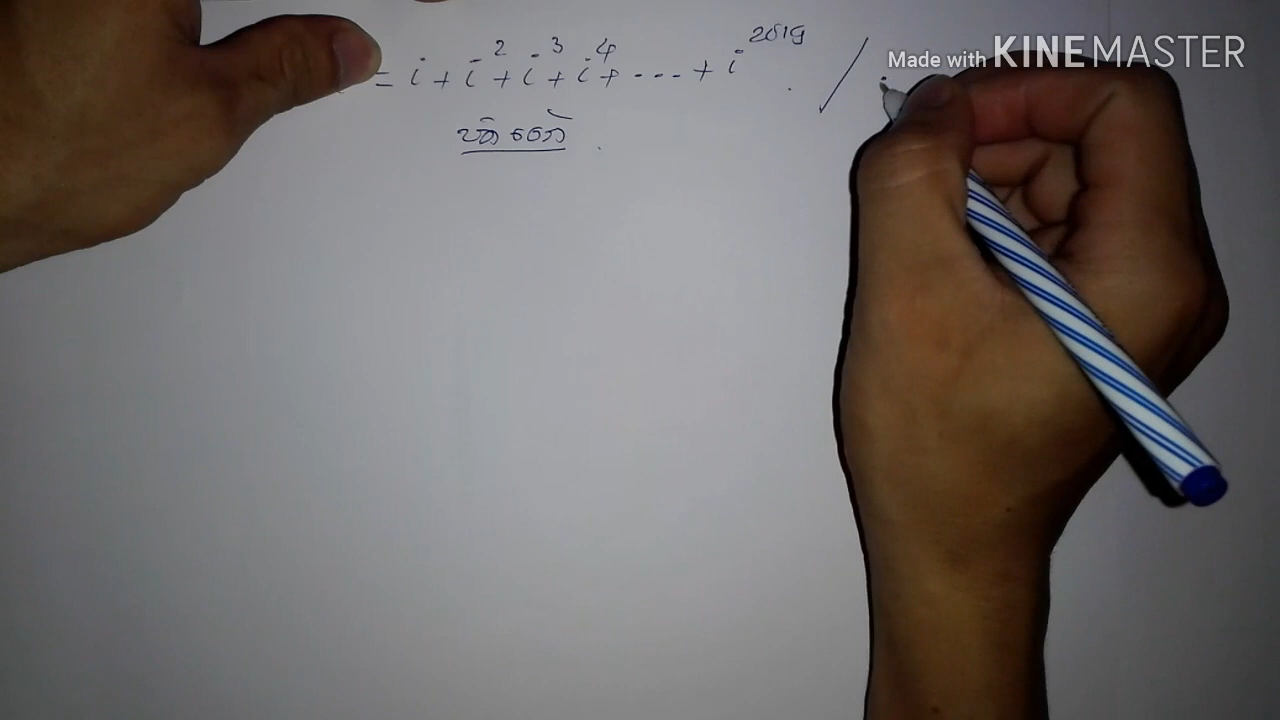 = i + i² + i³ + i⁴ + --- + i²⁰¹⁹ . /
Made with KINEMASTER